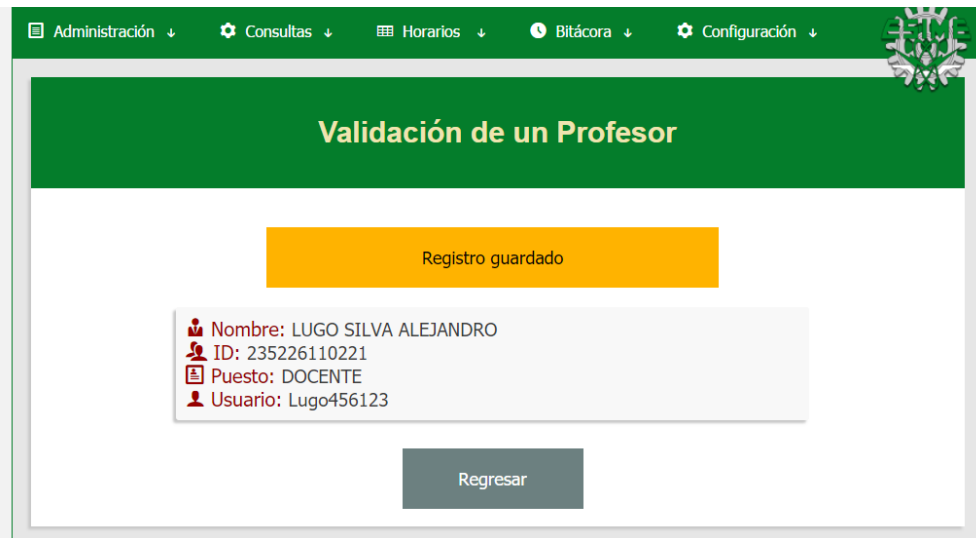 Administración ↓ Consultas ↓ Horarios ↓ Bitácora ↓ Configuración ↓
Validación de un Profesor
Registro guardado
Nombre: LUGO SILVA ALEJANDRO
ID: 235226110221
Puesto: DOCENTE
Usuario: Lugo456123
Regresar